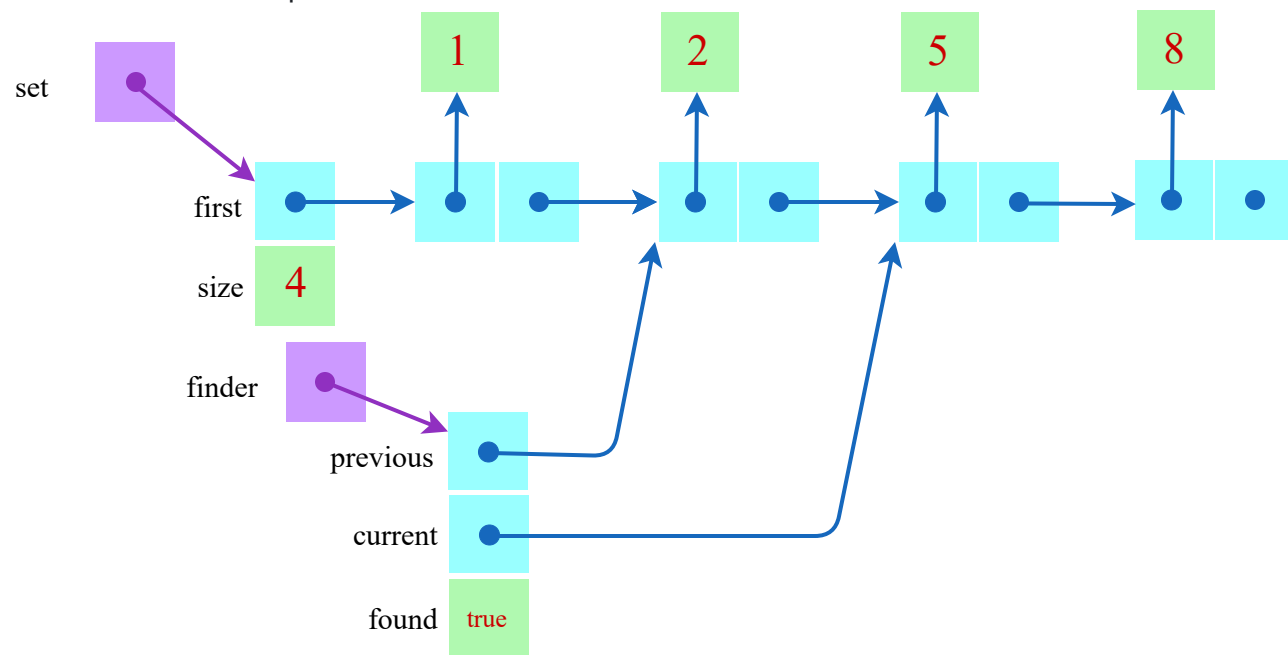 1 2 5 8
set
first
size 4
finder
previous
current
found true